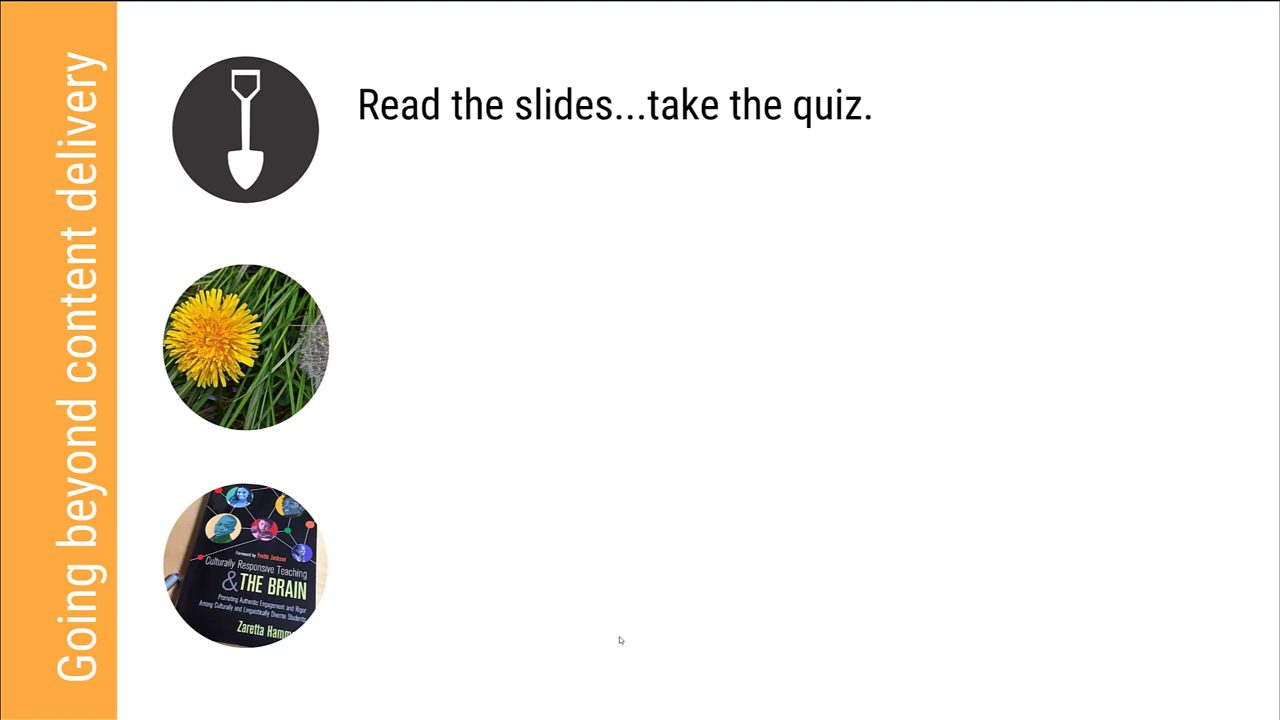 Going beyond content delivery
Read the slides...take the quiz.
Foreword by Yvette Jackson
Culturally Responsive Teaching
& THE BRAIN
Promoting Authentic Engagement and Rigor
Among Culturally and Linguistically Diverse Students
Zaretta Hamm